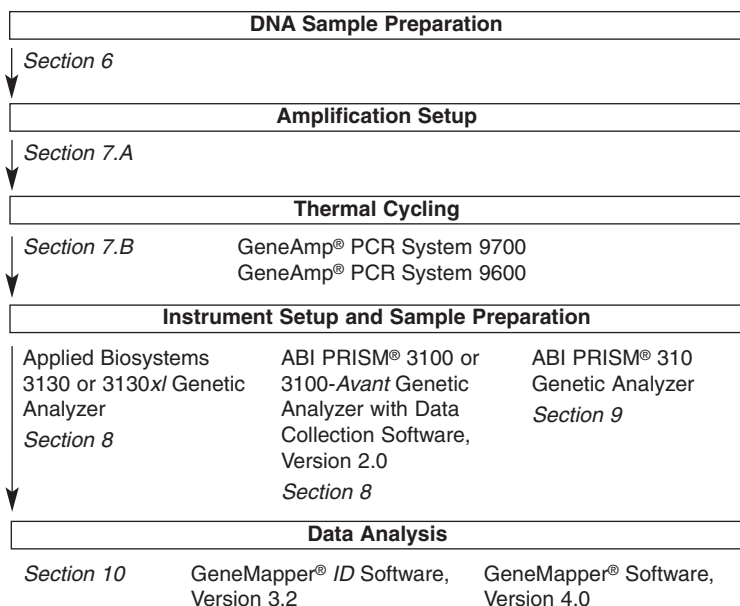 DNA Sample Preparation
Section 6
Amplification Setup
Section 7.A
Thermal Cycling
Section 7.B
GeneAmp® PCR System 9700
GeneAmp® PCR System 9600
Instrument Setup and Sample Preparation
Applied Biosystems
3130 or 3130xl Genetic
Analyzer
Section 8
ABI PRISM® 3100 or
3100-Avant Genetic
Analyzer with Data
Collection Software,
Version 2.0
Section 8
ABI PRISM® 310
Genetic Analyzer
Section 9
Data Analysis
Section 10
GeneMapper® ID Software,
Version 3.2
GeneMapper® Software,
Version 4.0